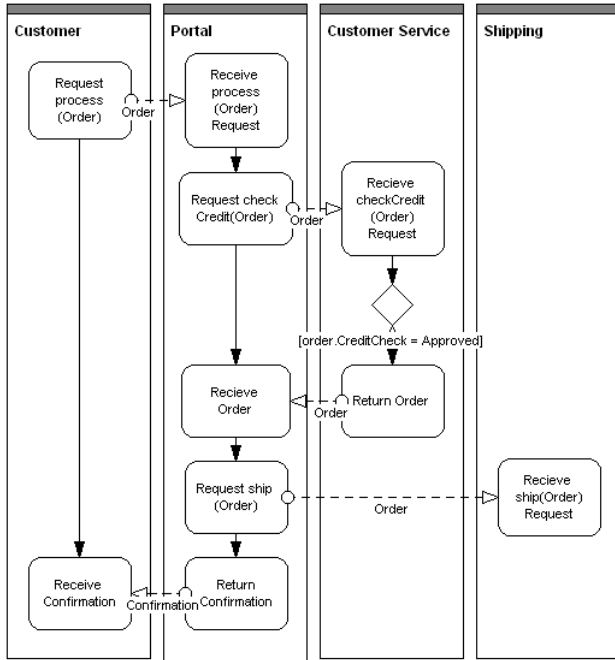 Customer
Portal
Customer Service
Shipping
Request
process
(Order)
Order
Receive
process
(Order)
Request
Request check
Credit(Order)
Order
Recieve
checkCredit
(Order)
Request
[order.CreditCheck = Approved]
Recieve
Order
Order
Return Order
Request ship
(Order)
Order
Recieve
ship(Order)
Request
Receive
Confirmation
Confirmation
Return
Confirmation